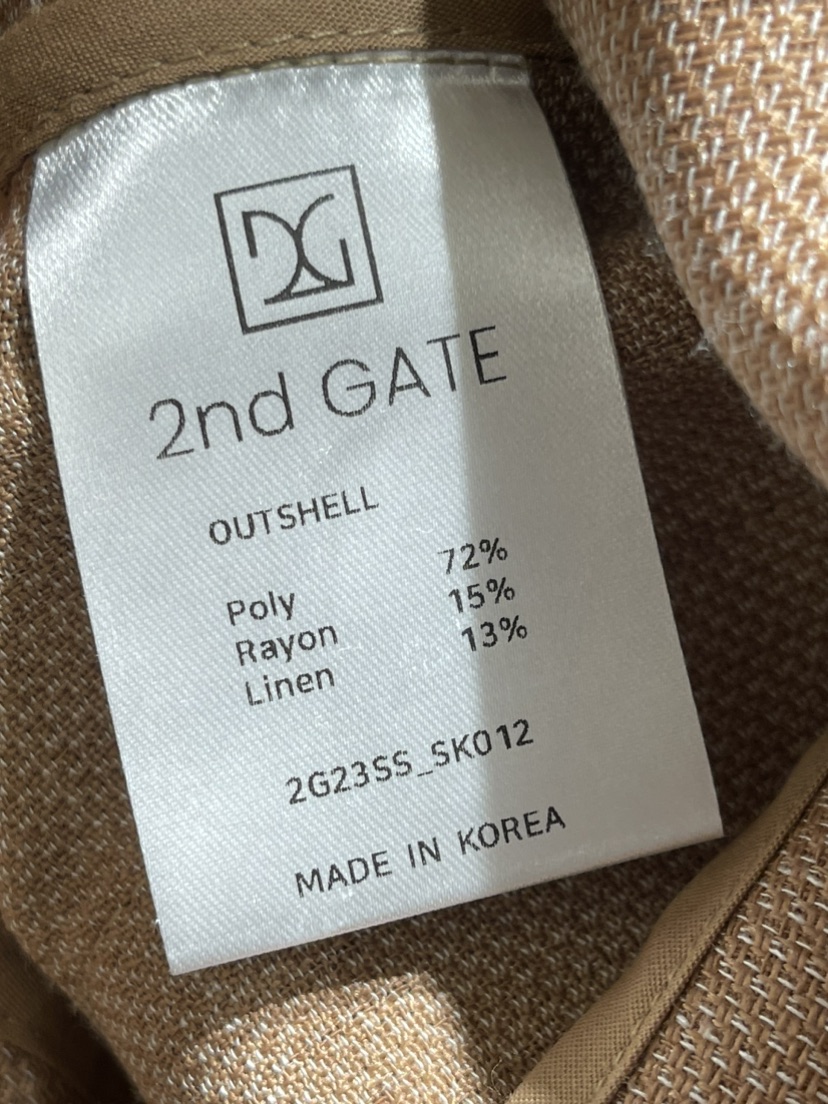 2nd GATE
OUTSHELL
Poly 72%
Rayon 15%
Linen 13%
2G23SS_SK012
MADE IN KOREA